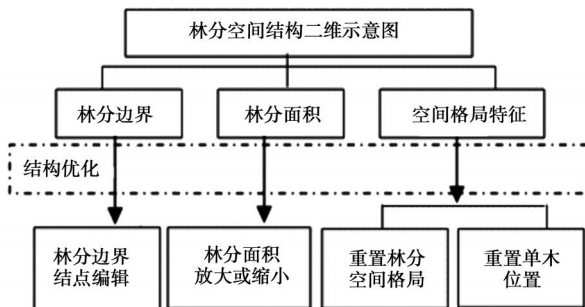 林分空间结构二维示意图
林分边界
林分面积
空间格局特征
结构优化
林分边界
结点编辑
林分面积
放大或缩小
重置林分
空间格局
重置单木
位置